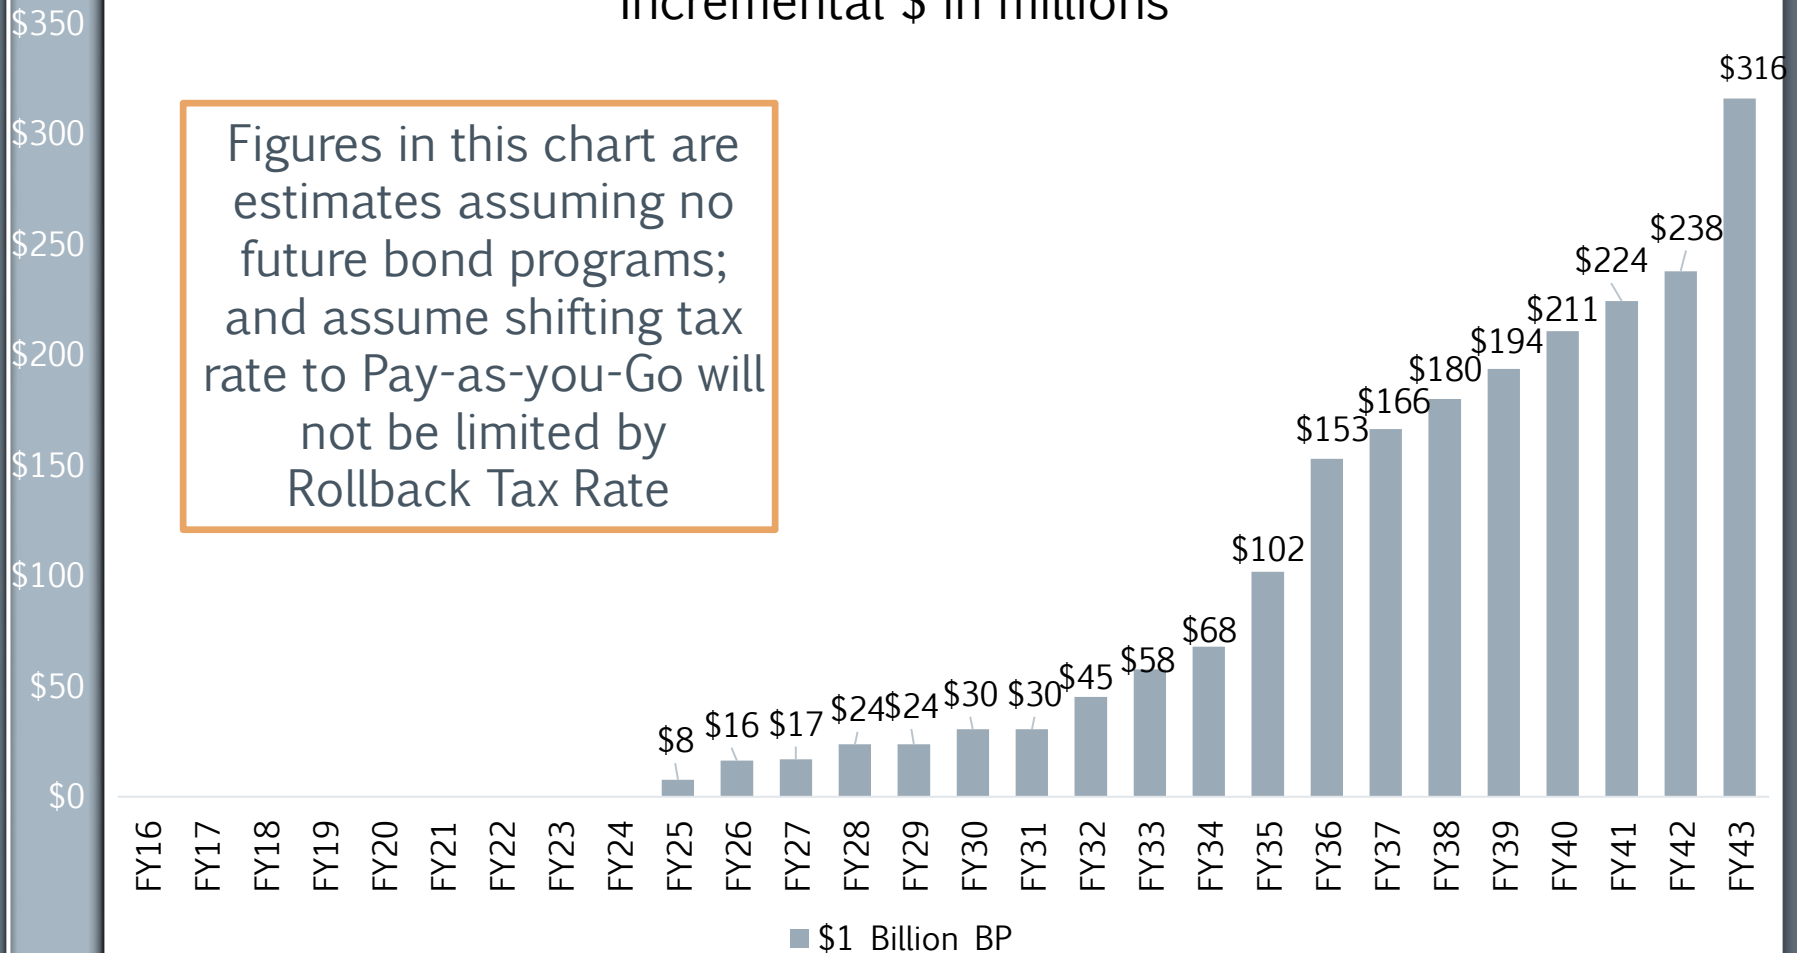 incremental $ in millions
$350
$300
$250
$200
$150
$100
$50
$0
Figures in this chart are
estimates assuming no
future bond programs;
and assume shifting tax
rate to Pay-as-you-Go will
not be limited by
Rollback Tax Rate
$8
$16
$17
$24
$24
$30
$30
$45
$58
$68
$102
$153
$166
$180
$194
$211
$224
$238
$316
FY16
FY17
FY18
FY19
FY20
FY21
FY22
FY23
FY24
FY25
FY26
FY27
FY28
FY29
FY30
FY31
FY32
FY33
FY34
FY35
FY36
FY37
FY38
FY39
FY40
FY41
FY42
FY43
$1 Billion BP